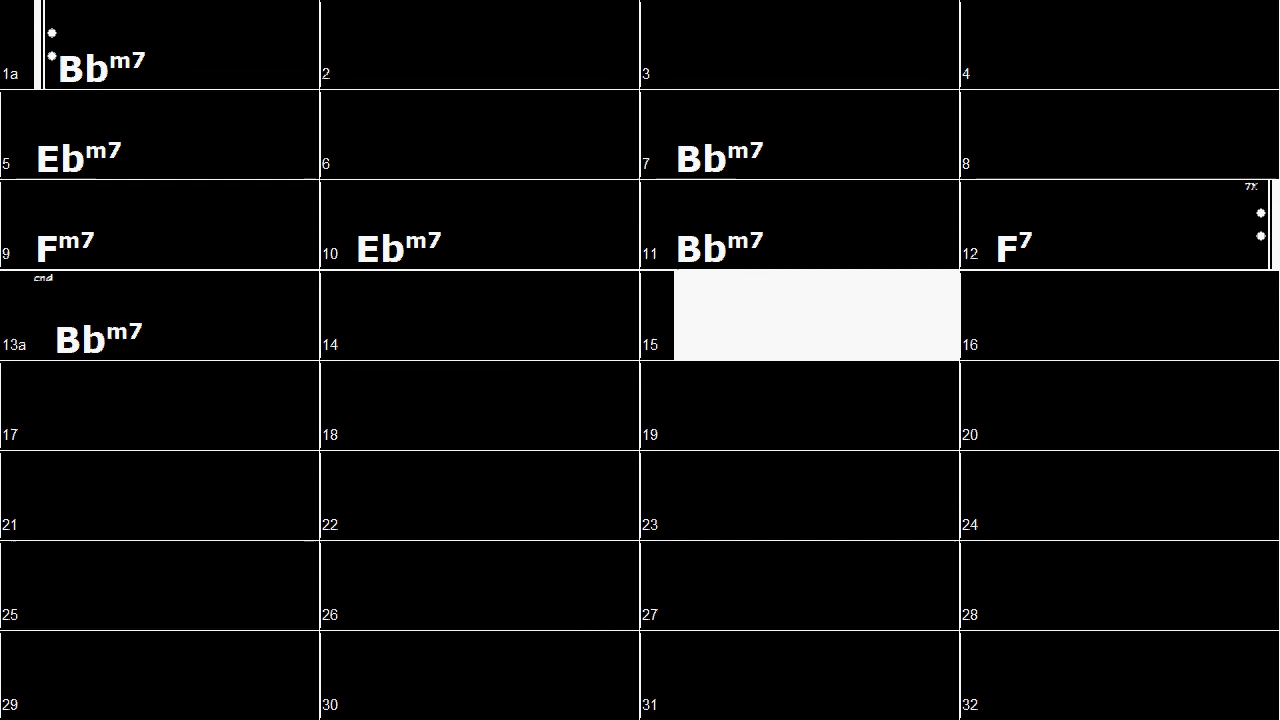 1a Bbm7 2 3 4
5 Ebm7 6 7 Bbm7 8
7x
9 Fm7 10 Ebm7 11 Bbm7 12 F7
end
13a Bbm7 14 15 16
17 18 19 20
21 22 23 24
25 26 27 28
29 30 31 32